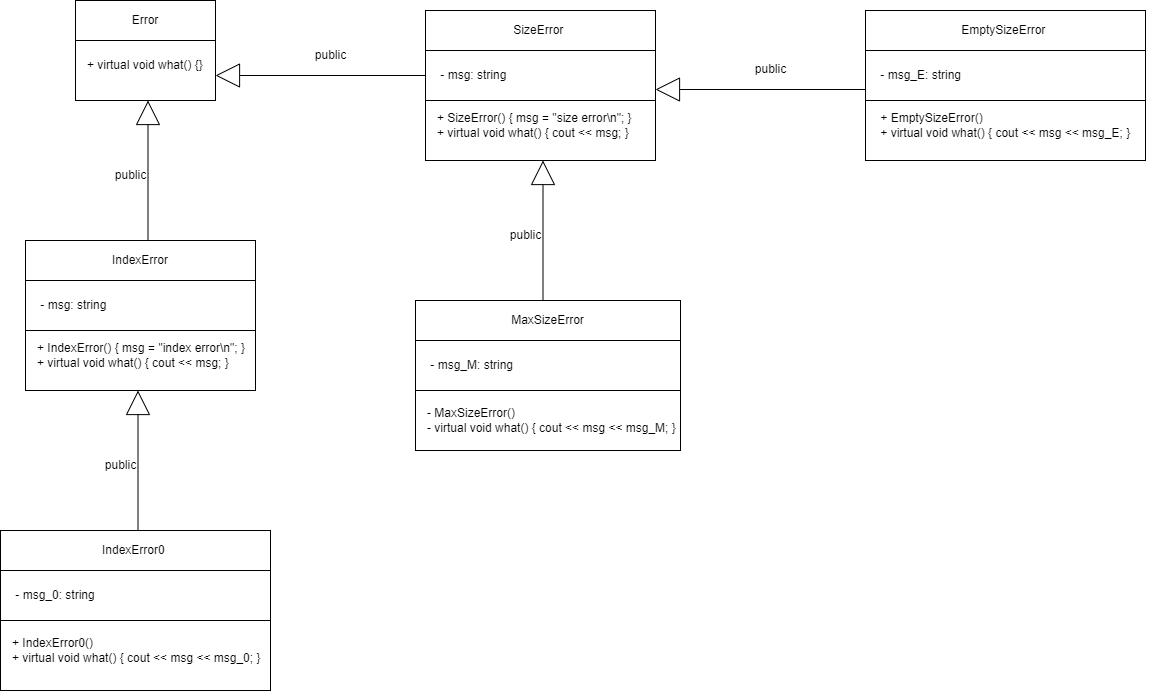 Error
+ virtual void what() {}
public
SizeError
- msg: string
+ SizeError() { msg = "size error\n"; }
+ virtual void what() { cout << msg; }
public
EmptySizeError
- msg_E: string
+ EmptySizeError()
+ virtual void what() { cout << msg << msg_E; }
public
IndexError
- msg: string
+ IndexError() { msg = "index error\n"; }
+ virtual void what() { cout << msg; }
public
MaxSizeError
- msg_M: string
- MaxSizeError()
- virtual void what() { cout << msg << msg_M; }
public
IndexError0
- msg_0: string
+ IndexError0()
+ virtual void what() { cout << msg << msg_0; }